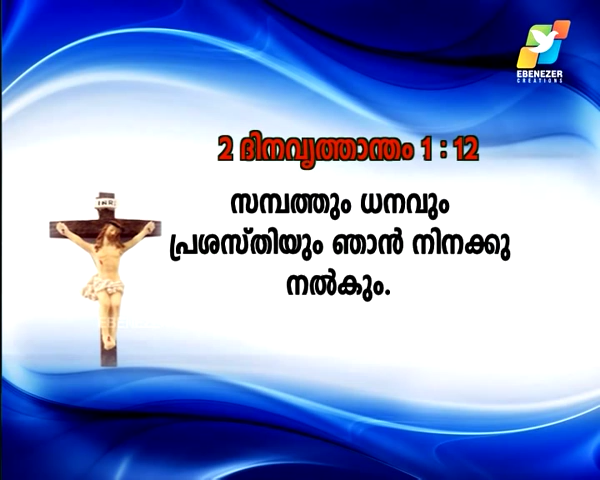 EBENEZER
CREATIONS
2 ദിനവൃത്താന്തം 1 : 12
സമ്പത്തും ധനവും
പ്രശസ്തിയും ഞാൻ നിനക്കു
നൽകും.